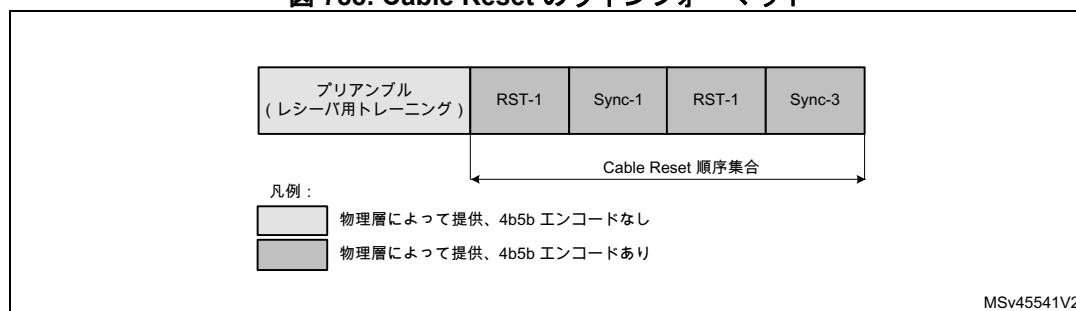 図 788. Cable Reset のラインフォーマット
プリアンブル
( レシーバ用トレーニング )
RST-1
Sync-1
RST-1
Sync-3
Cable Reset 順序集合
凡例 :
物理層によって提供、4b5b エンコードなし
物理層によって提供、4b5b エンコードあり
MSv45541V2